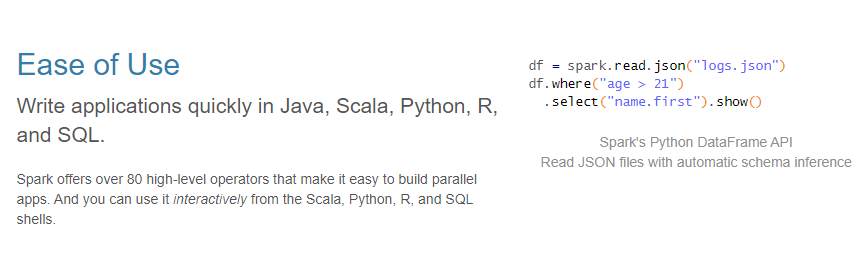 Ease of Use
Write applications quickly in Java, Scala, Python, R,
and SQL.
Spark offers over 80 high-level operators that make it easy to build parallel
apps. And you can use it interactively from the Scala, Python, R, and SQL
shells.
df = spark.read.json("logs.json")
df.where("age > 21")
  .select("name.first").show()
Spark's Python DataFrame API
Read JSON files with automatic schema inference